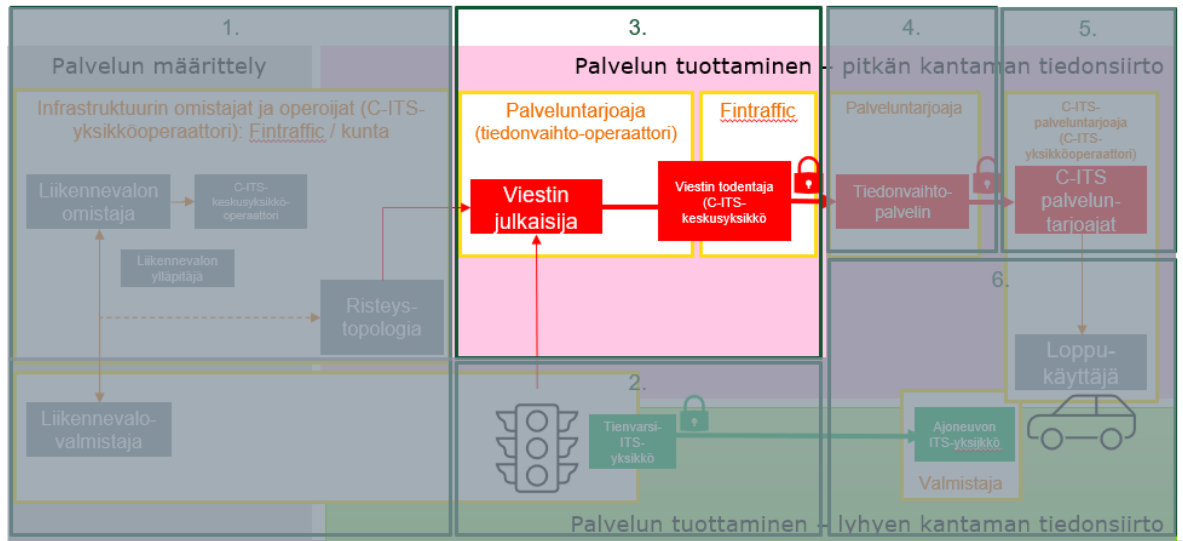 1.
Palvelun määrittely
Infrastruktuurin omistajat ja operoijat (C-ITS-
yksikköoperaattori): Fintraffic / kunta
Liikennevalon
omistaja
C-ITS-
keskusyksikkö-
operaattori
Liikennevalon
ylläpitäjä
Risteys-
topologia
Liikennevalo-
valmistaja
3.
Palvelun tuottaminen – pitkän kantaman tiedonsiirto
Palveluntarjoaja
(tiedonvaihto-operaattori)
Fintraffic
Viestin
julkaisija
Viestin todentaja
(C-ITS-
keskusyksikkö
4.
Palveluntarjoaja
Tiedonvaihto-
palvelin
5.
C-ITS-
palveluntarjoaja
(C-ITS-
yksikköoperaattori)
C-ITS
palvelun-
tarjoajat
2.
Tienvarsi-
ITS-
yksikkö
6.
Loppu-
käyttäjä
Ajoneuvon
ITS-yksijkkö
Valmistaja
Palvelun tuottaminen – lyhyen kantaman tiedonsiirto